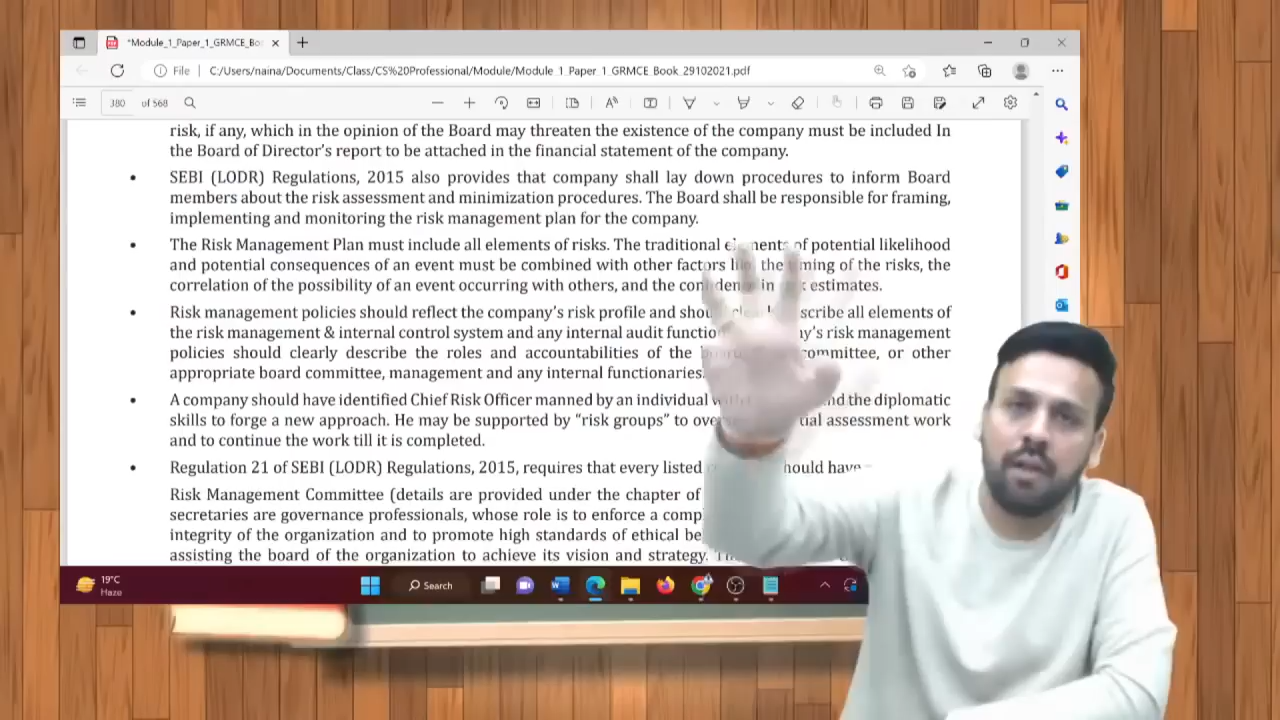 *Module_1_Paper_1_GRMCE_Bo
File C:/Users/naina/Documents/Class/CS%20Professional/Module/Module_1_Paper_1_GRMCE_Book_29102021.pdf
380 of 568
risk, if any, which in the opinion of the Board may threaten the existence of the company must be included In
the Board of Director's report to be attached in the financial statement of the company.
• SEBI (LODR) Regulations, 2015 also provides that company shall lay down procedures to inform Board
members about the risk assessment and minimization procedures. The Board shall be responsible for framing,
implementing and monitoring the risk management plan for the company.
• The Risk Management Plan must include all elements of risks. The traditional elements of potential likelihood
and potential consequences of an event must be combined with other factors the timing of the risks, the
correlation of the possibility of an event occurring with others, and the confidence in estimates.
• Risk management policies should reflect the company's risk profile and should clearly describe all elements of
the risk management & internal control system and any internal audit risk management
policies should clearly describe the roles and accountabilities of the committee, or other
appropriate board committee, management and any internal functionaries.
• A company should have identified Chief Risk Officer manned by an individual the diplomatic
skills to forge a new approach. He may be supported by "risk groups" to assessment work
and to continue the work till it is completed.
• Regulation 21 of SEBI (LODR) Regulations, 2015, requires that every listed should have
Risk Management Committee (details are provided under the chapter of
secretaries are governance professionals, whose role is to enforce a
integrity of the organization and to promote high standards of ethical
assisting the board of the organization to achieve its vision and strategy.
19°C
Haze
Search